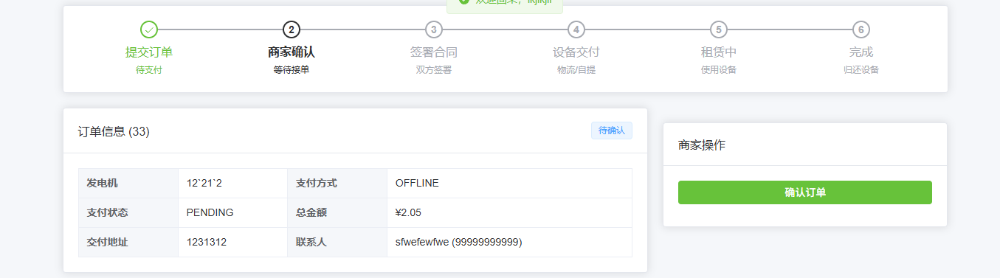 欢迎回来，
2
3
4
5
6
提交订单
商家确认
签署合同
设备交付
租赁中
完成
待支付
等待接单
双方签署
物流/自提
使用设备
归还设备
订单信息 (33)
待确认
商家操作
发电机 12`21`2 支付方式 OFFLINE
确认订单
支付状态 PENDING 总金额 ¥2.05
交付地址 1231312 联系人 sfwefewfwe (99999999999)